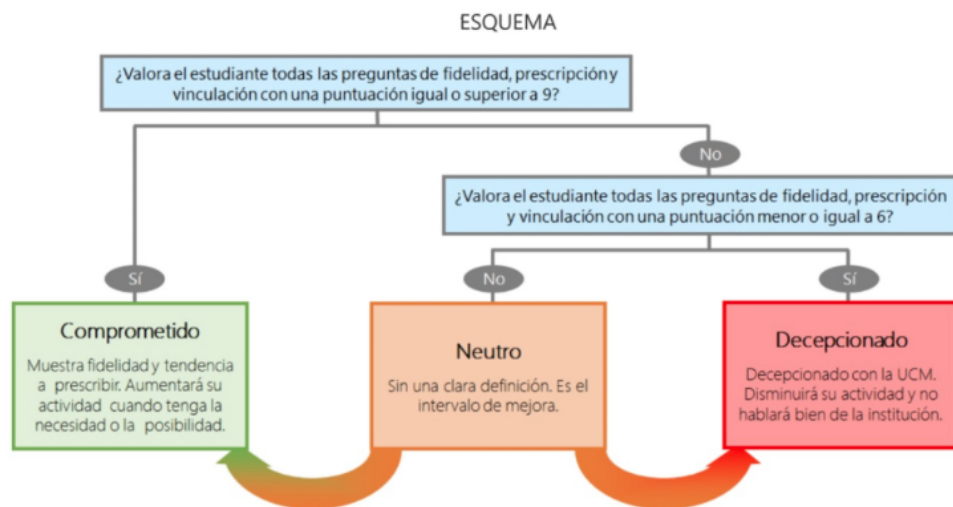 ESQUEMA
¿Valora el estudiante todas las preguntas de fidelidad, prescripción y
vinculación con una puntuación igual o superior a 9?
No
¿Valora el estudiante todas las preguntas de fidelidad, prescripción
y vinculación con una puntuación menor o igual a 6?
Sí
No
Sí
Comprometido
Muestra fidelidad y tendencia
a prescribir. Aumentará su
actividad cuando tenga la
necesidad o la posibilidad.
Neutro
Sin una clara definición. Es el
intervalo de mejora.
Decepcionado
Decepcionado con la UCM.
Disminuirá su actividad y no
hablará bien de la institución.